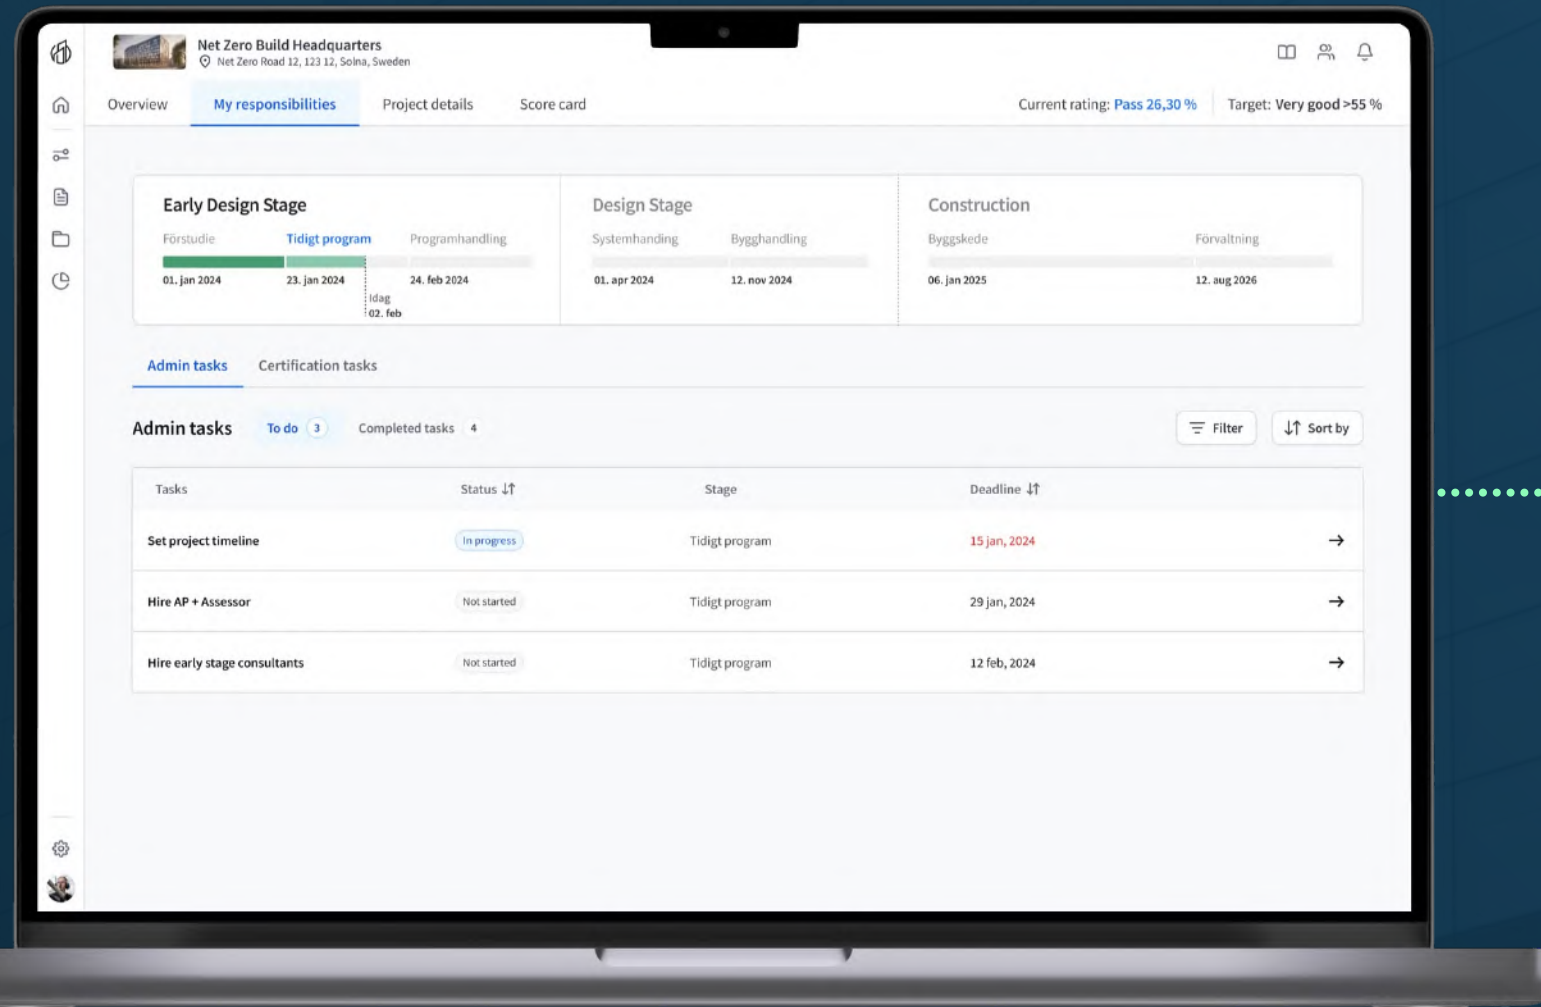 Net Zero Build Headquarters
Net Zero Road 12, 123 12, Solna, Sweden
Overview
My responsibilities
Project details
Score card
Current rating: Pass 26,30 %
Target: Very good >55 %
Early Design Stage
Förstudie
Tidigt program
Programhandling
01. jan 2024
23. jan 2024
24. feb 2024
Idag
02. feb
Design Stage
Systemhanding
Bygghandling
01. apr 2024
12. nov 2024
Construction
Byggskede
Förvaltning
06. jan 2025
12. aug 2026
Admin tasks
Certification tasks
Admin tasks
To do 3
Completed tasks 4
Filter
Sort by
Tasks
Status
Stage
Deadline
Set project timeline
In progress
Tidigt program
15 jan, 2024
Hire AP + Assessor
Not started
Tidigt program
29 jan, 2024
Hire early stage consultants
Not started
Tidigt program
12 feb, 2024